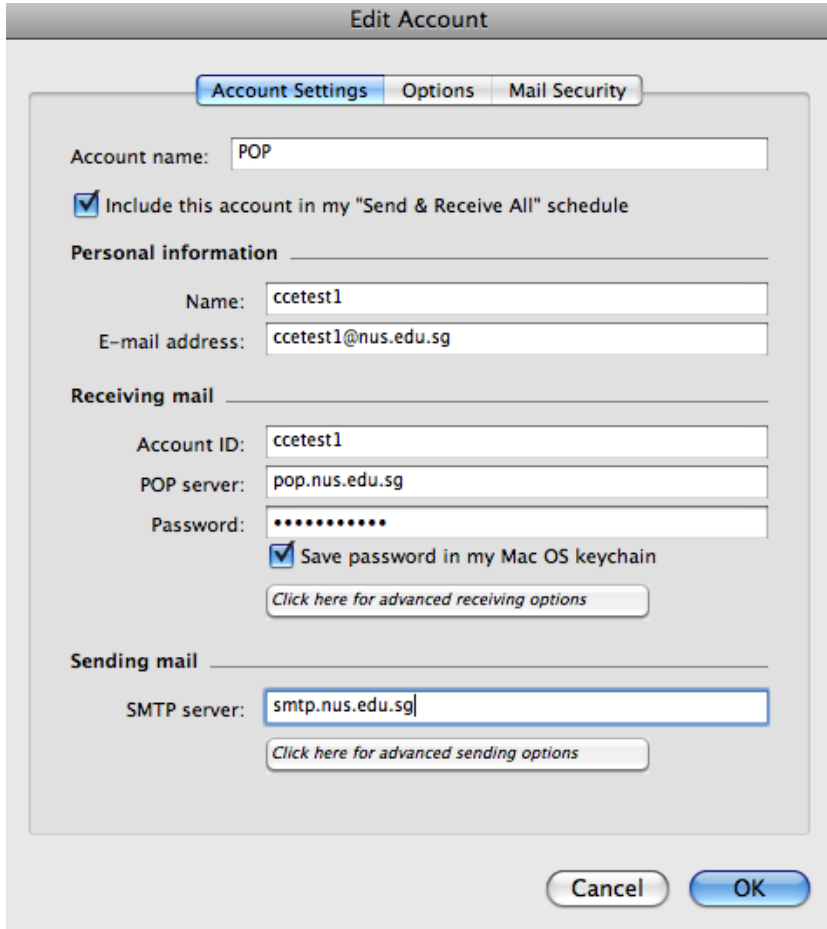 Edit Account
Account Settings Options Mail Security
Account name: POP
Include this account in my "Send & Receive All" schedule
Personal information
Name: ccetest1
E-mail address: ccetest1@nus.edu.sg
Receiving mail
Account ID: ccetest1
POP server: pop.nus.edu.sg
Password: •••••••••••
Save password in my Mac OS keychain
Click here for advanced receiving options
Sending mail
SMTP server: smtp.nus.edu.sg
Click here for advanced sending options
Cancel OK